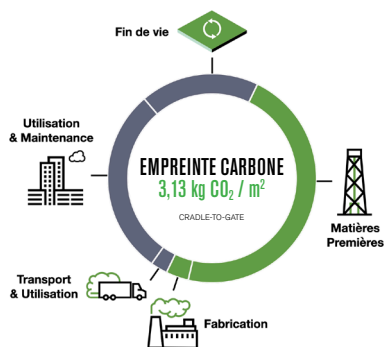 Fin de vie
Utilisation
& Maintenance
EMPREINTE CARBONE
3,13 kg CO₂ / m²
CRADLE-TO-GATE
Matières
Premières
Transport
& Utilisation
Fabrication